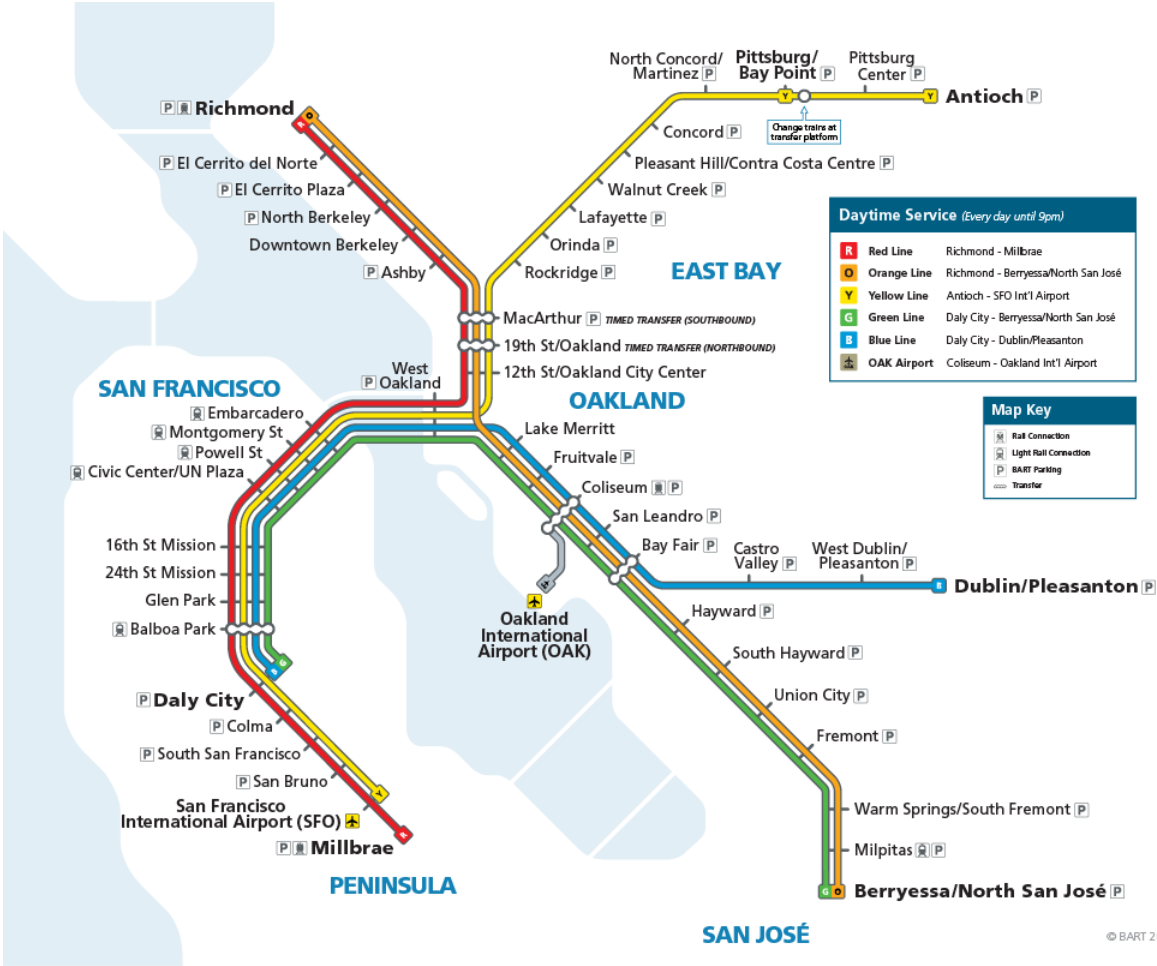 North Concord/
Martinez P
Pittsburg/
Bay Point P
Pittsburg
Center P
Y
Y
Antioch P
Change trains at
transfer platform
P Richmond
O
R
Concord P
P El Cerrito del Norte
Pleasant Hill/Contra Costa Centre P
P El Cerrito Plaza
Walnut Creek P
P North Berkeley
Lafayette P
Downtown Berkeley
Orinda P
P Ashby
Rockridge P
EAST BAY
Daytime Service (Every day until 9pm)
R Red Line Richmond - Millbrae
O Orange Line Richmond - Berryessa/North San José
Y Yellow Line Antioch - SFO Int'l Airport
G Green Line Daly City - Berryessa/North San José
B Blue Line Daly City - Dublin/Pleasanton
OAK Airport Coliseum - Oakland Int'l Airport
MacArthur P TIMED TRANSFER (SOUTHBOUND)
19th St/Oakland TIMED TRANSFER (NORTHBOUND)
12th St/Oakland City Center
West
P Oakland
SAN FRANCISCO
OAKLAND
Map Key
Rail Connection
Light Rail Connection
P BART Parking
Transfer
Embarcadero
Montgomery St
Powell St
Civic Center/UN Plaza
Lake Merritt
Fruitvale P
Coliseum P
San Leandro P
Bay Fair P
Castro
Valley P
West Dublin/
Pleasanton P
B
Dublin/Pleasanton P
16th St Mission
24th St Mission
Glen Park
Balboa Park
Oakland
International
Airport (OAK)
Hayward P
South Hayward P
Union City P
Fremont P
G
B
P Daly City
P Colma
P South San Francisco
P San Bruno
Y
San Francisco
International Airport (SFO)
R
P Millbrae
PENINSULA
Warm Springs/South Fremont P
Milpitas P
G O
Berryessa/North San José P
SAN JOSÉ
© BART 2